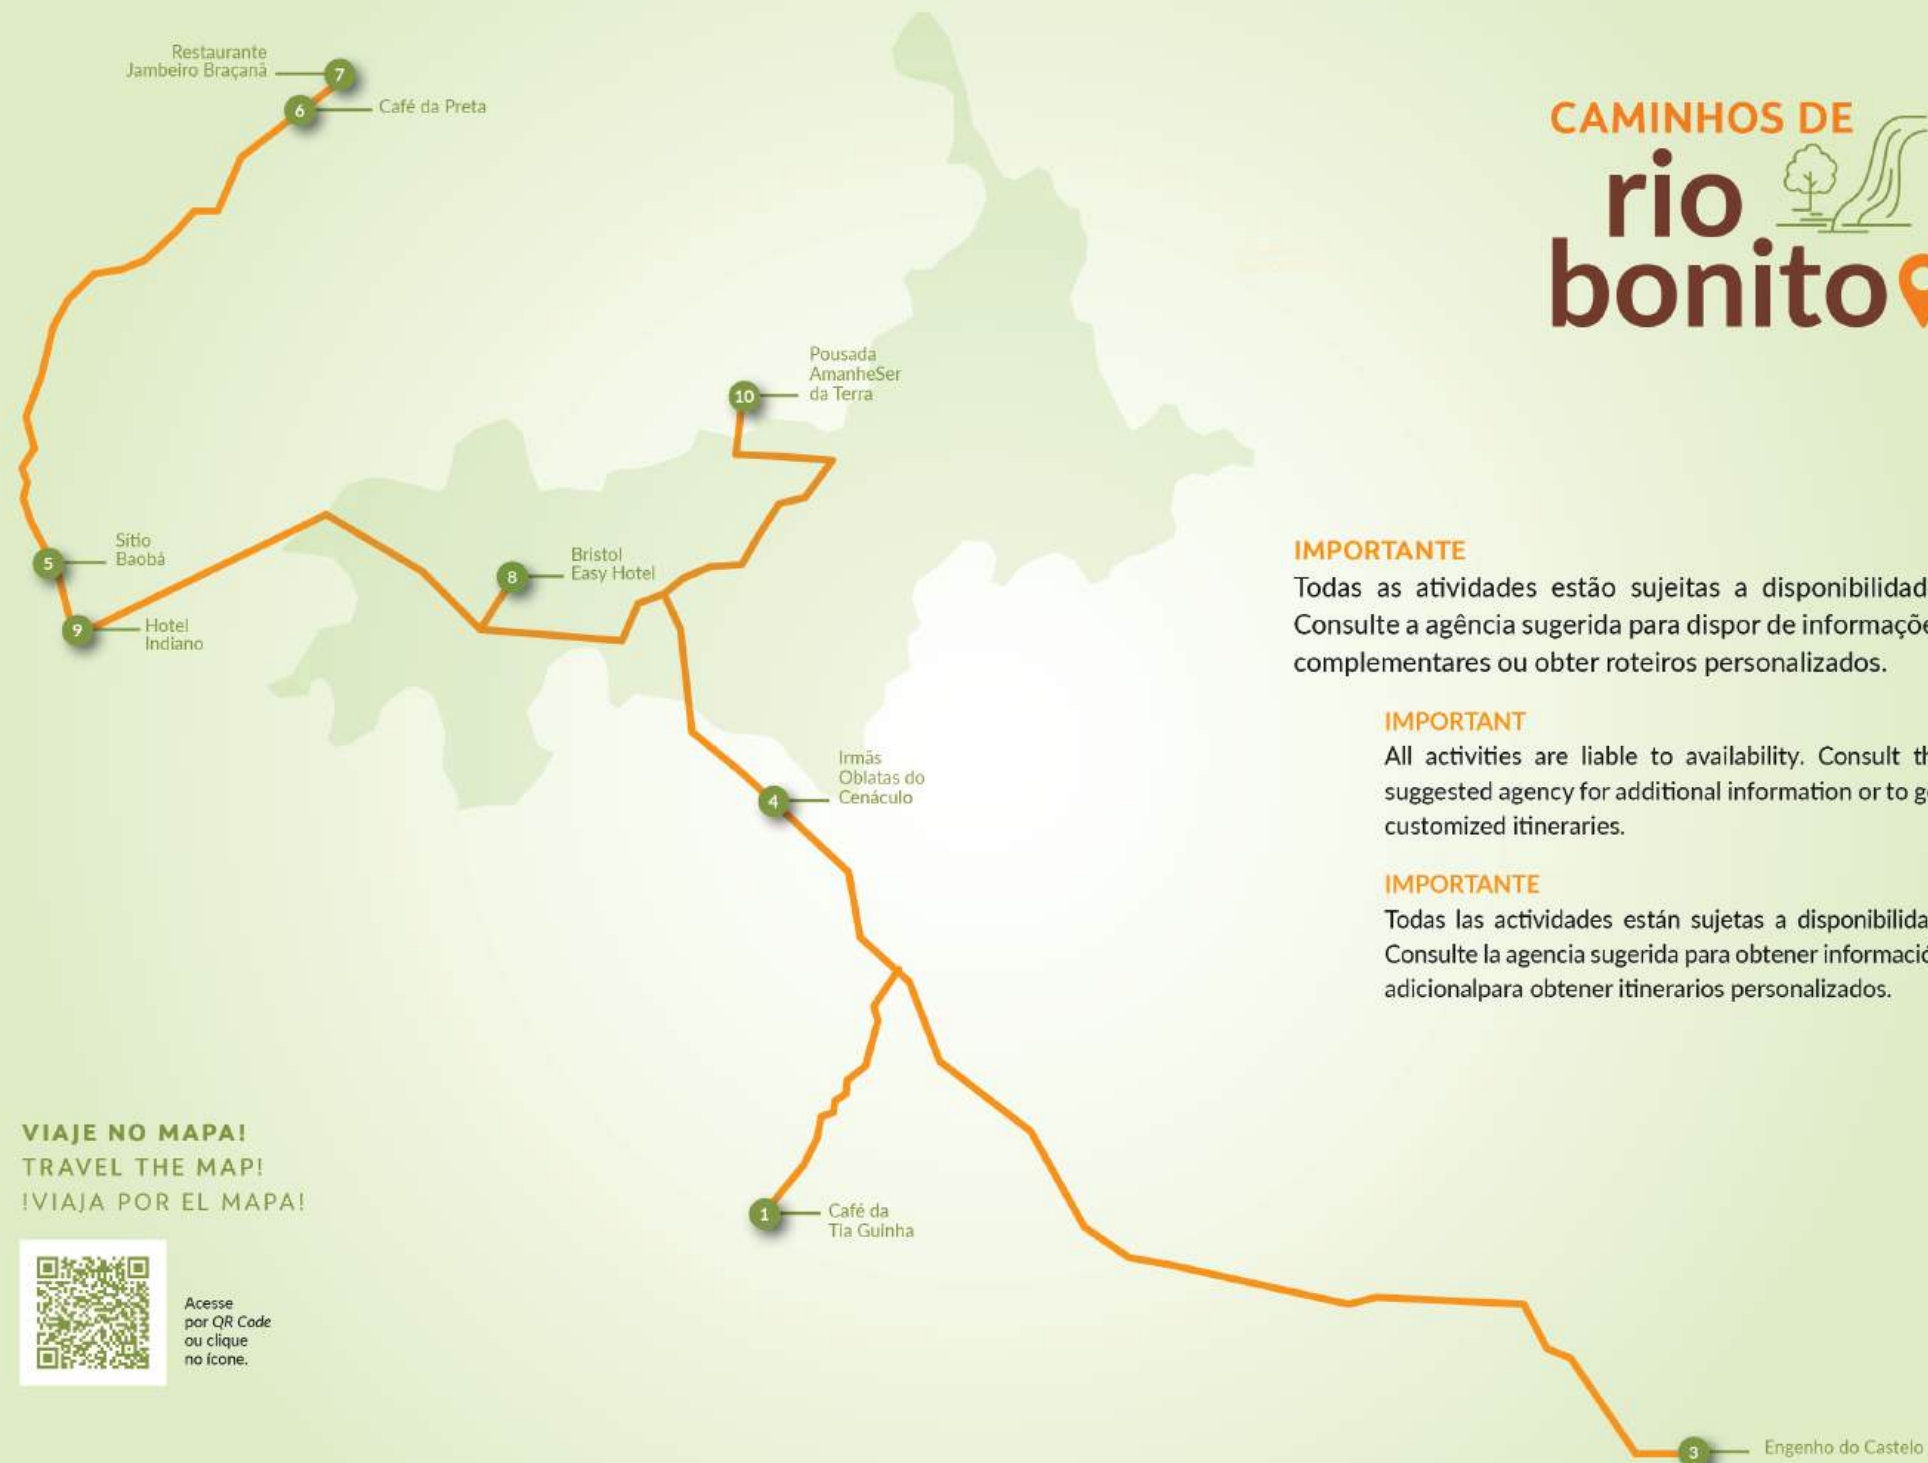 Restaurante
Jambeiro Braçanã
7
6
Café da Preta
CAMINHOS DE
rio
bonito
Pousada
AmanheSer
da Terra
10
Sítio
Baobá
5
Bristol
Easy Hotel
8
9
Hotel
Indiano
IMPORTANTE
Todas as atividades estão sujeitas a disponibilidad
Consulte a agência sugerida para dispor de informaçõe
complementares ou obter roteiros personalizados.
IMPORTANT
All activities are liable to availability. Consult th
suggested agency for additional information or to g
customized itineraries.
Irmãs
Oblatas do
Cenáculo
4
IMPORTANTE
Todas las actividades están sujetas a disponibilida
Consulte la agencia sugerida para obtener informació
adicionalpara obtener itinerarios personalizados.
VIAJE NO MAPA!
TRAVEL THE MAP!
!VIAJA POR EL MAPA!
1
Café da
Tia Guinha
Acesse
por QR Code
ou clique
no ícone.
3
Engenho do Castelo